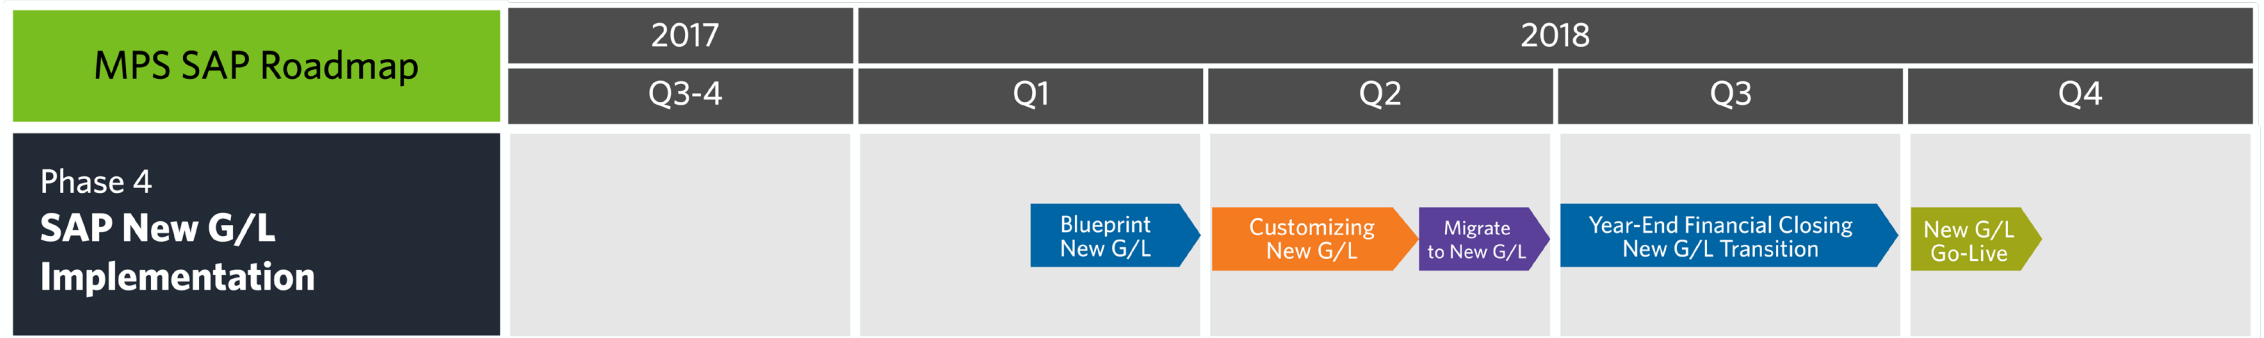 MPS SAP Roadmap
2017
2018
Q3-4
Q1
Q2
Q3
Q4
Phase 4
SAP New G/L
Implementation
Blueprint
New G/L
Customizing
New G/L
Migrate
to New G/L
Year-End Financial Closing
New G/L Transition
New G/L
Go-Live